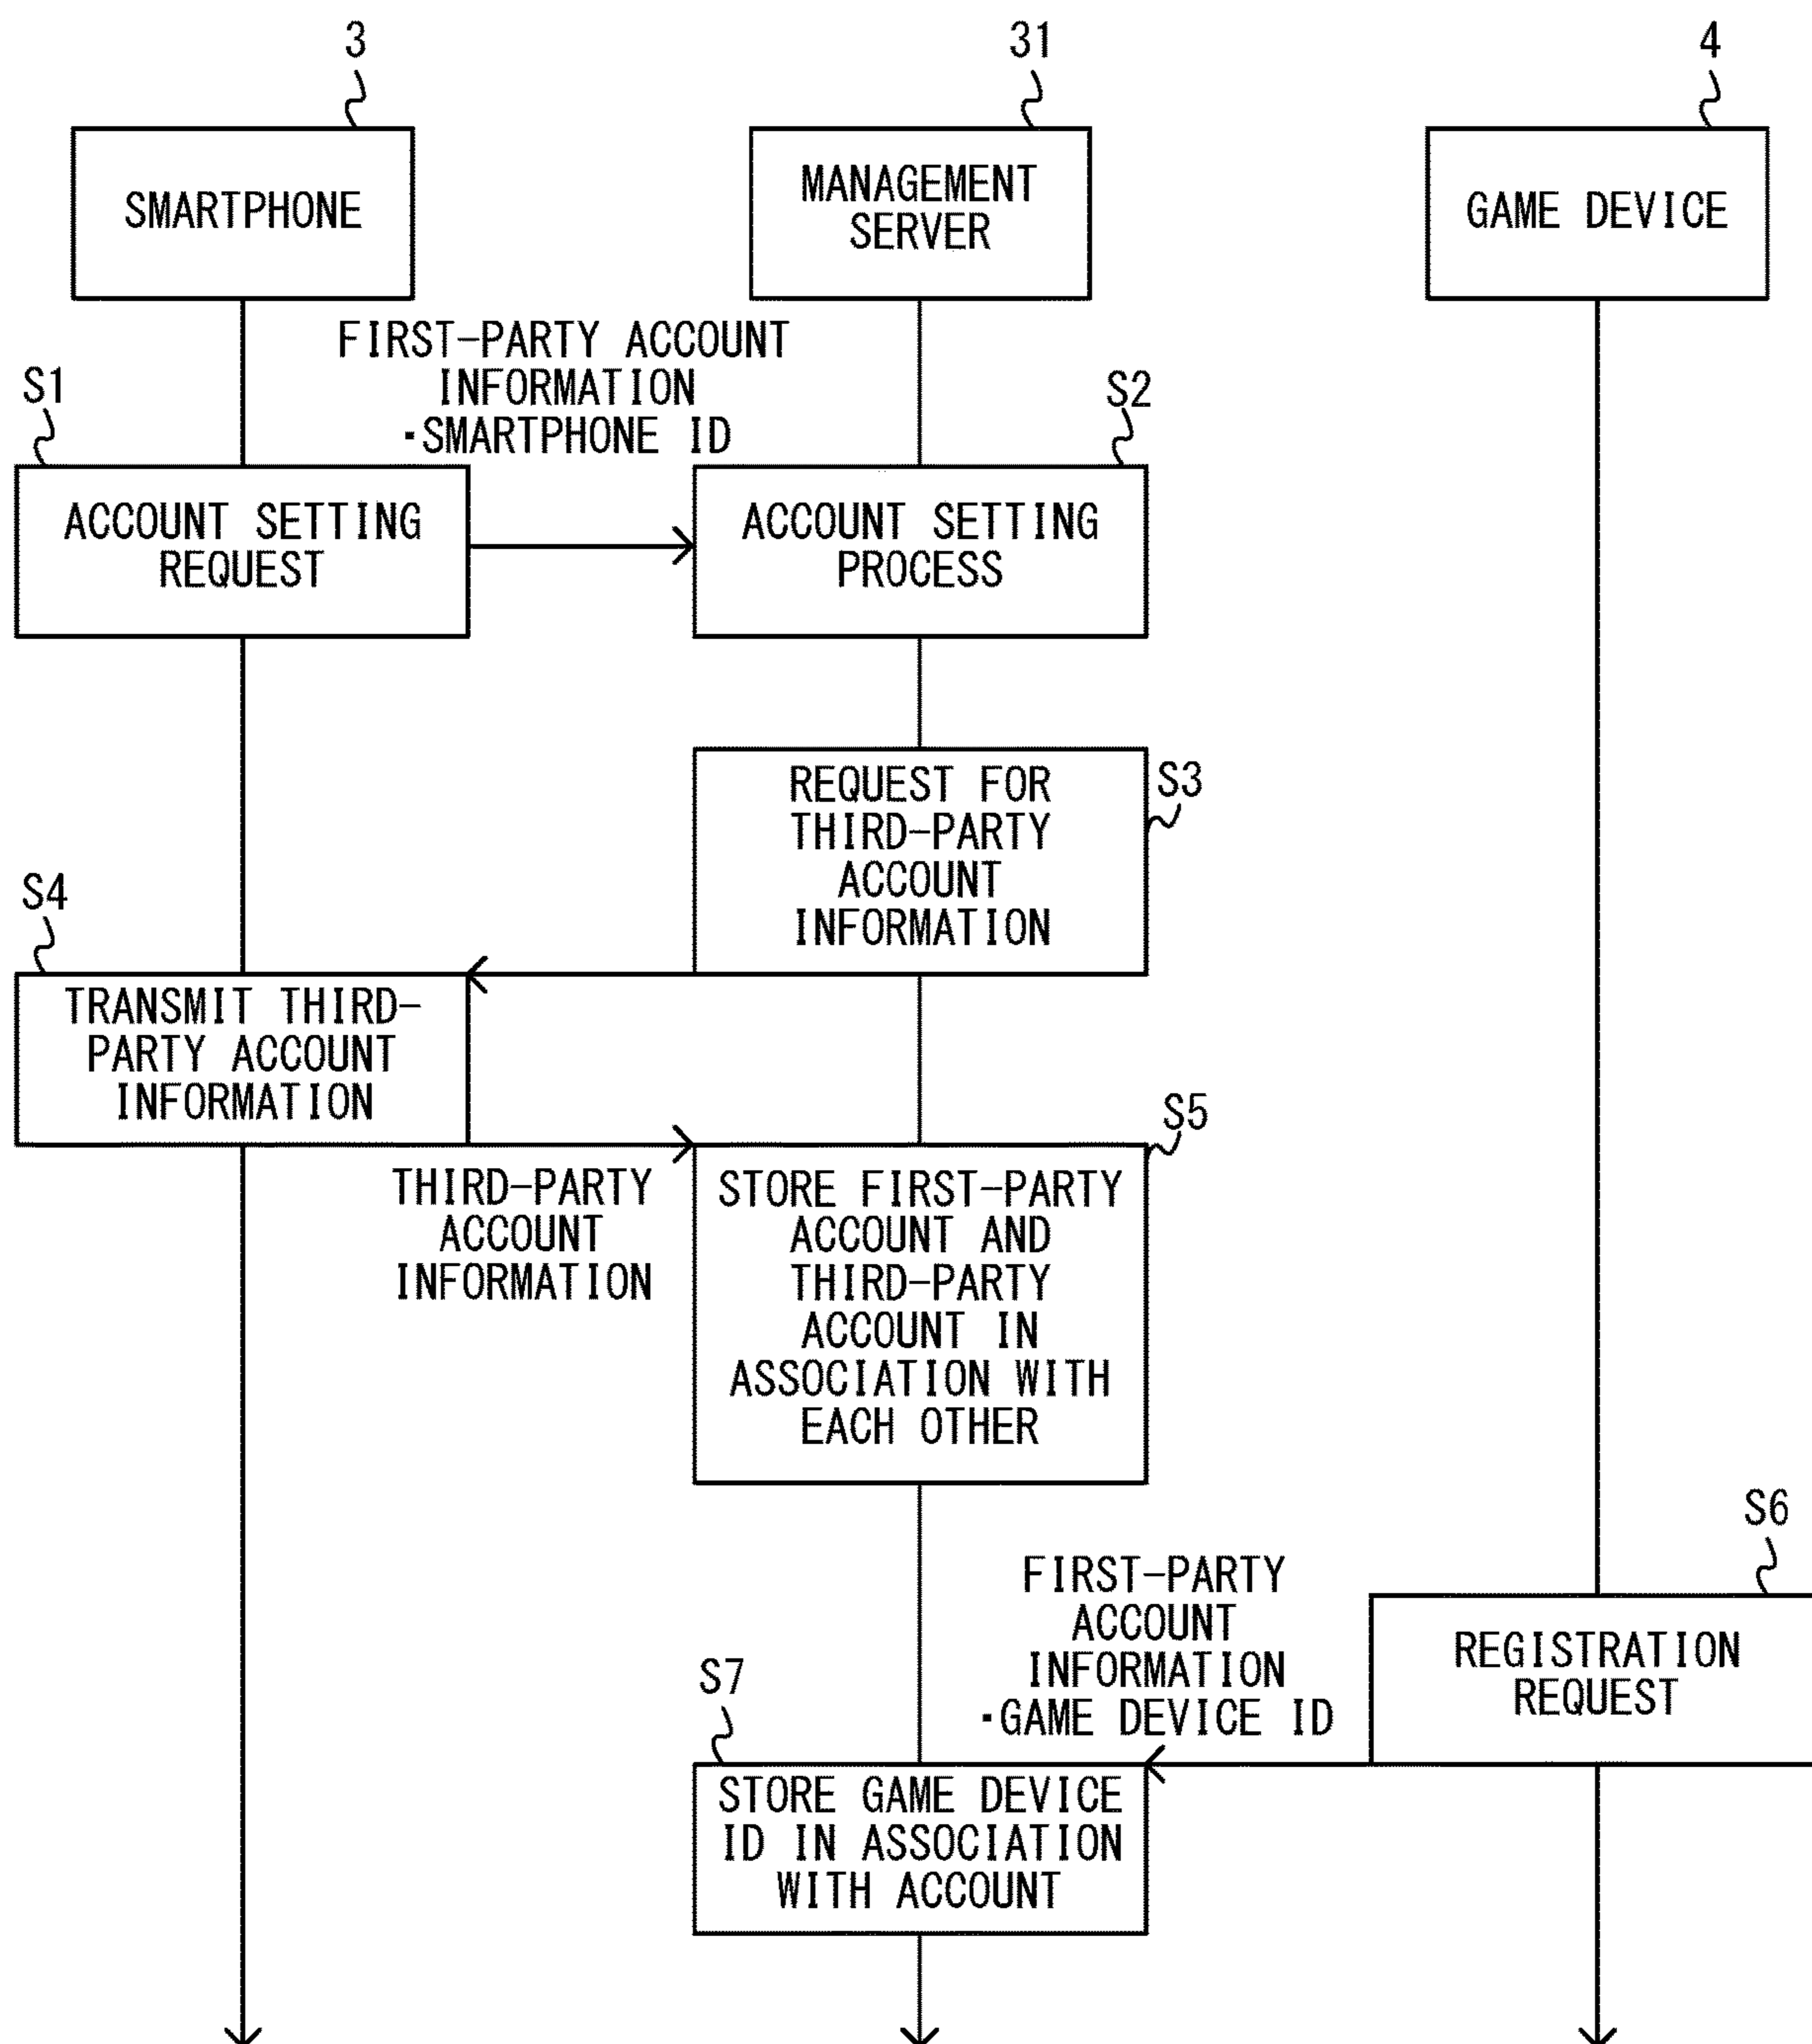 3
31
4
SMARTPHONE
MANAGEMENT
SERVER
GAME DEVICE
FIRST-PARTY ACCOUNT
INFORMATION
・SMARTPHONE ID
S1
S2
ACCOUNT SETTING
REQUEST
ACCOUNT SETTING
PROCESS
S3
REQUEST FOR
THIRD-PARTY
ACCOUNT
INFORMATION
S4
TRANSMIT THIRD-
PARTY ACCOUNT
INFORMATION
S5
THIRD-PARTY
ACCOUNT
INFORMATION
STORE FIRST-PARTY
ACCOUNT AND
THIRD-PARTY
ACCOUNT IN
ASSOCIATION WITH
EACH OTHER
S6
FIRST-PARTY
ACCOUNT
INFORMATION
・GAME DEVICE ID
REGISTRATION
REQUEST
S7
STORE GAME DEVICE
ID IN ASSOCIATION
WITH ACCOUNT